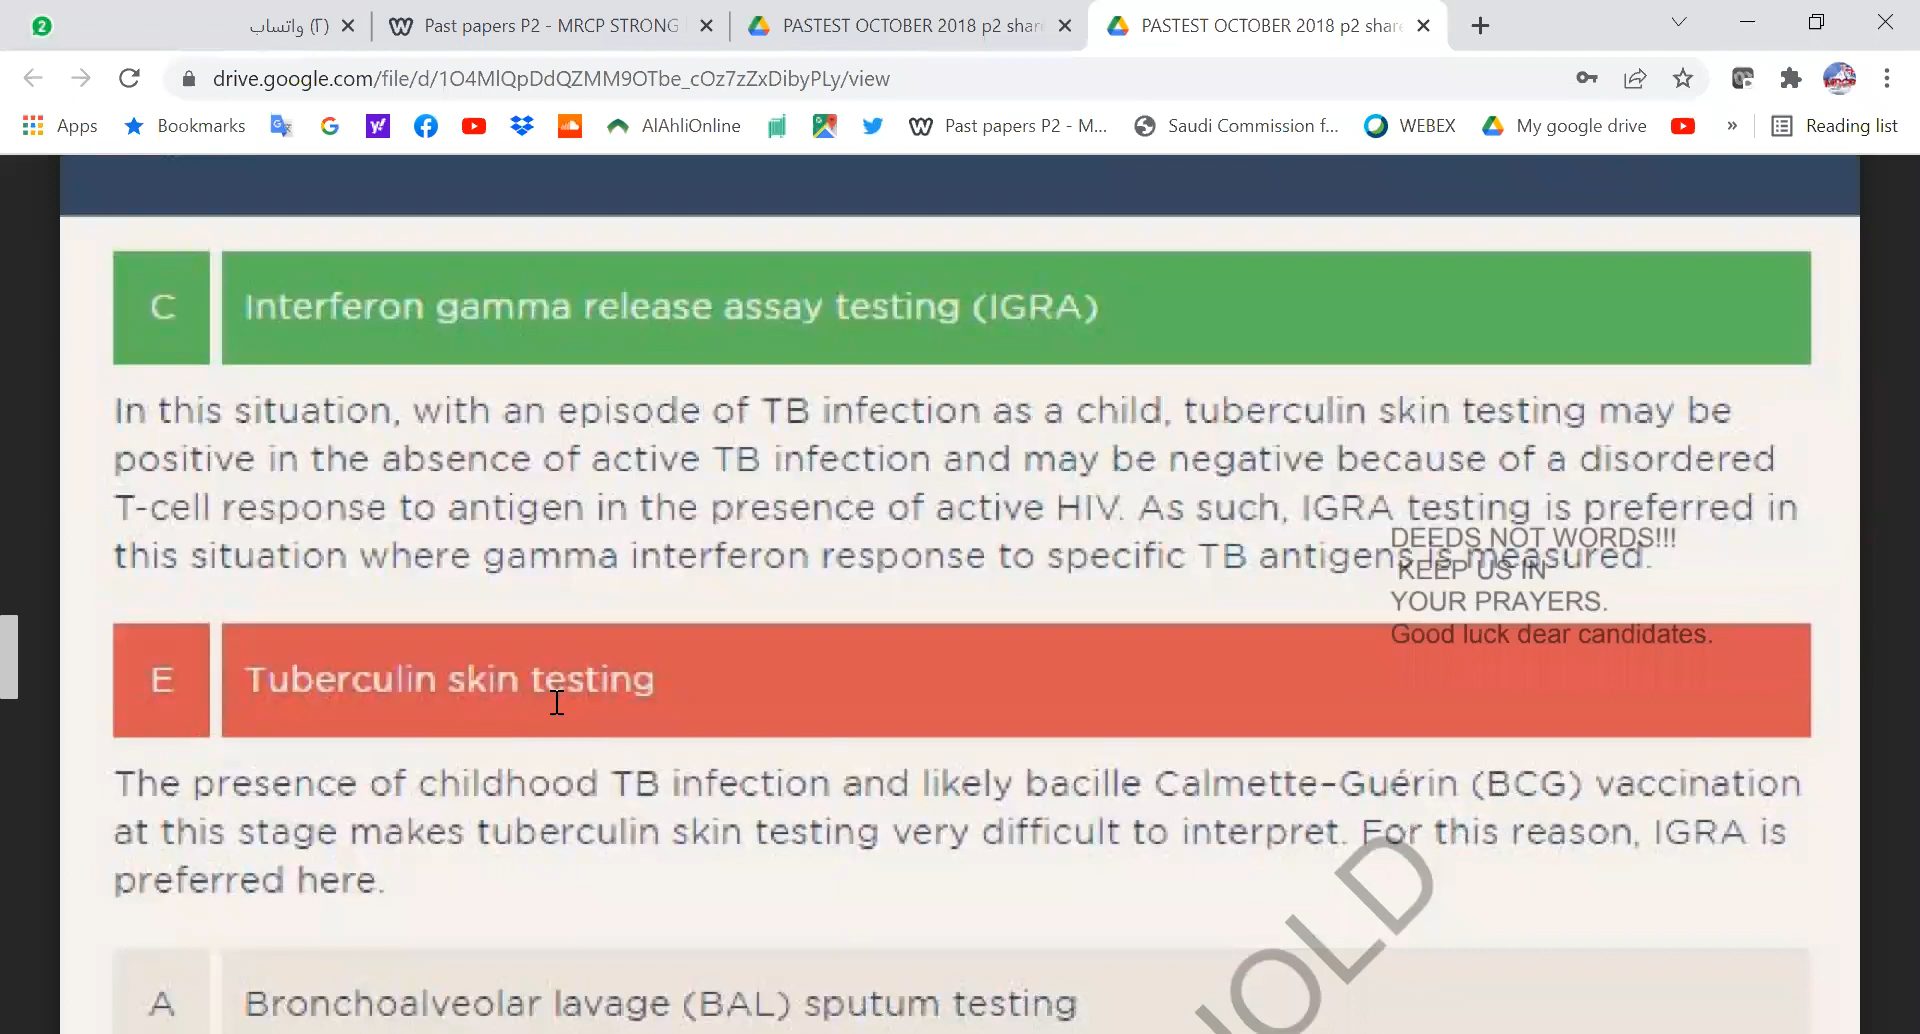 2
(٢) واتساب
Past papers P2 - MRCP STRONG
PASTEST OCTOBER 2018 p2 shar
PASTEST OCTOBER 2018 p2 shar
drive.google.com/file/d/1O4MlQpDdQZMM9OTbe_cOz7zZxDibyPLy/view
Apps
Bookmarks
AlAhliOnline
Past papers P2 - M...
Saudi Commission f...
WEBEX
My google drive
»
Reading list
C
Interferon gamma release assay testing (IGRA)
In this situation, with an episode of TB infection as a child, tuberculin skin testing may be
positive in the absence of active TB infection and may be negative because of a disordered
T-cell response to antigen in the presence of active HIV. As such, IGRA testing is preferred in
this situation where gamma interferon response to specific TB antigens is measured.
DEEDS NOT WORDS!!!
KEEP US IN
YOUR PRAYERS.
Good luck dear candidates.
E
Tuberculin skin testing
The presence of childhood TB infection and likely bacille Calmette–Guérin (BCG) vaccination
at this stage makes tuberculin skin testing very difficult to interpret. For this reason, IGRA is
preferred here.
A
Bronchoalveolar lavage (BAL) sputum testing